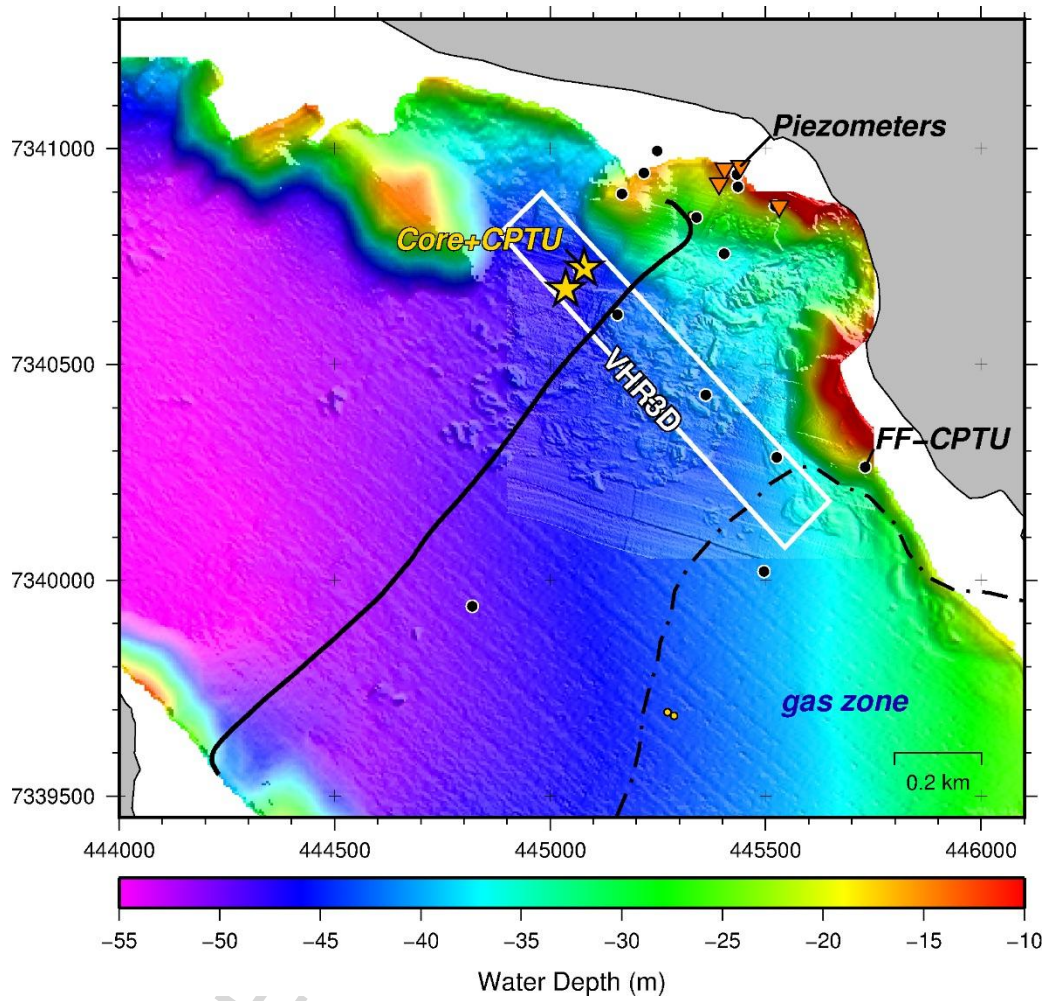 7341000
7340500
7340000
7339500
Piezometers
Core+CPTU
VHR3D
FF-CPTU
gas zone
0.2 km
444000 444500 445000 445500 446000
-55 -50 -45 -40 -35 -30 -25 -20 -15 -10
Water Depth (m)